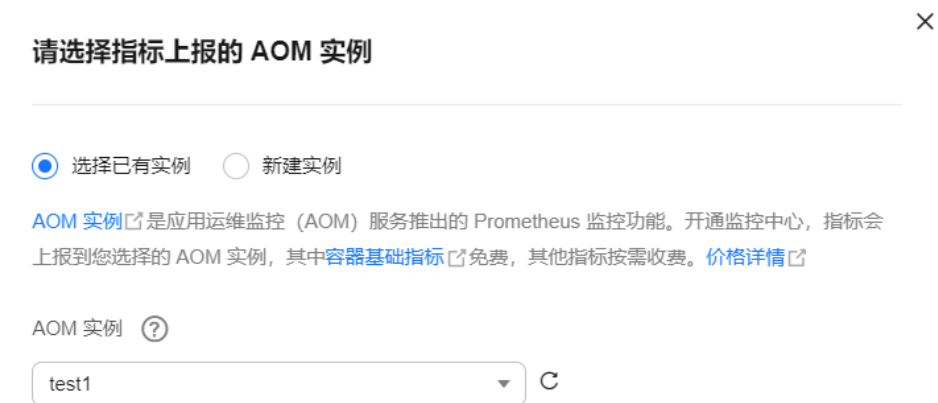 请选择指标上报的 AOM 实例
选择已有实例 新建实例
AOM 实例是应用运维监控（AOM）服务推出的 Prometheus 监控功能。开通监控中心，指标会
上报到您选择的 AOM 实例，其中容器基础指标免费，其他指标按需收费。价格详情
AOM 实例 ?
test1